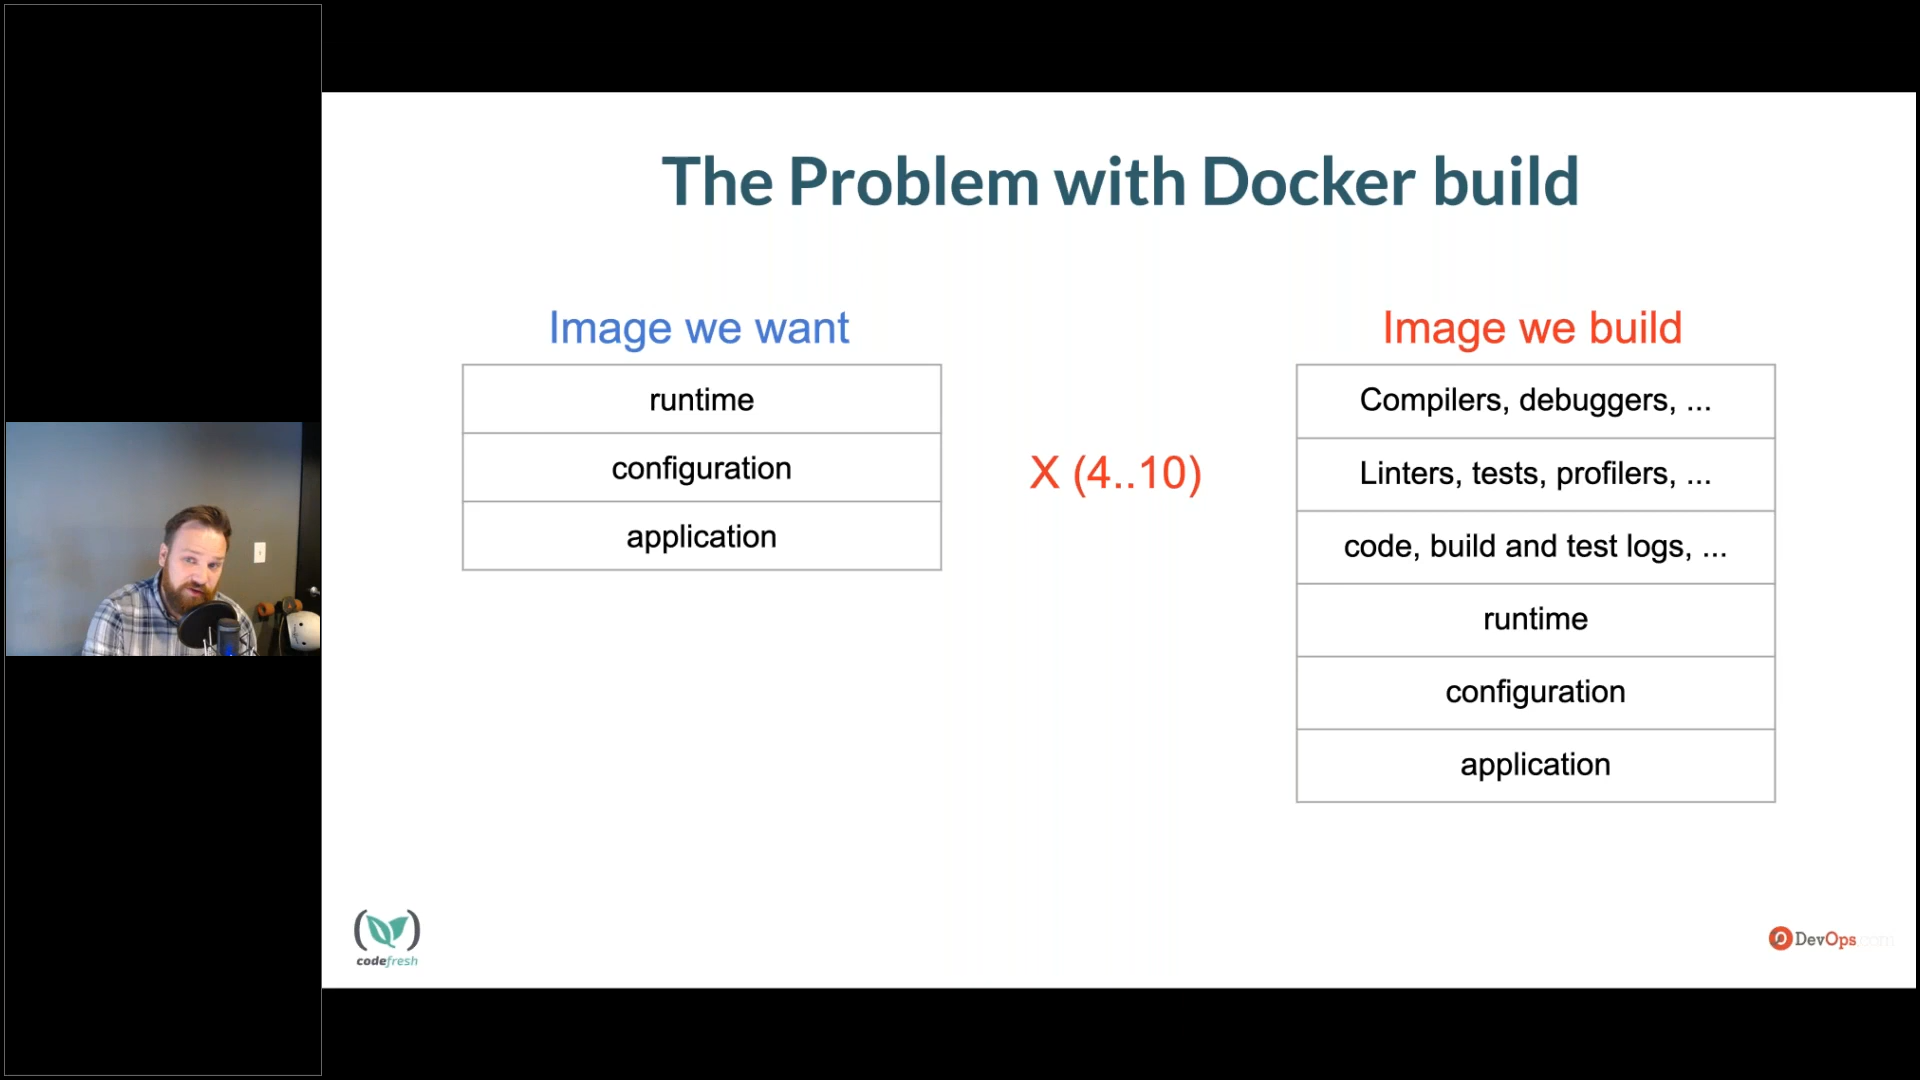 The Problem with Docker build
Image we want
runtime
configuration
application
X (4..10)
Image we build
Compilers, debuggers, ...
Linters, tests, profilers, ...
code, build and test logs, ...
runtime
configuration
application
codefresh
DevOps.com